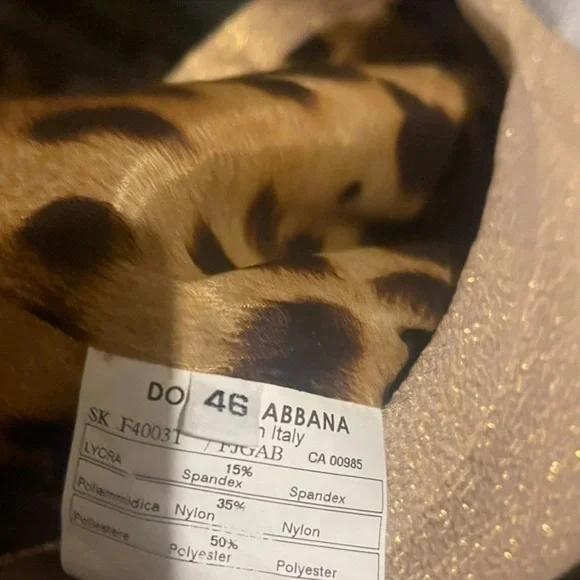 DO 46 ABBANA
n Italy
SK F4003T / FJGAB CA 00985
LYCRA 15%
Spandex Spandex
Poliammidica Nylon 35% Nylon
Poliestere 50%
Polyester Polyester